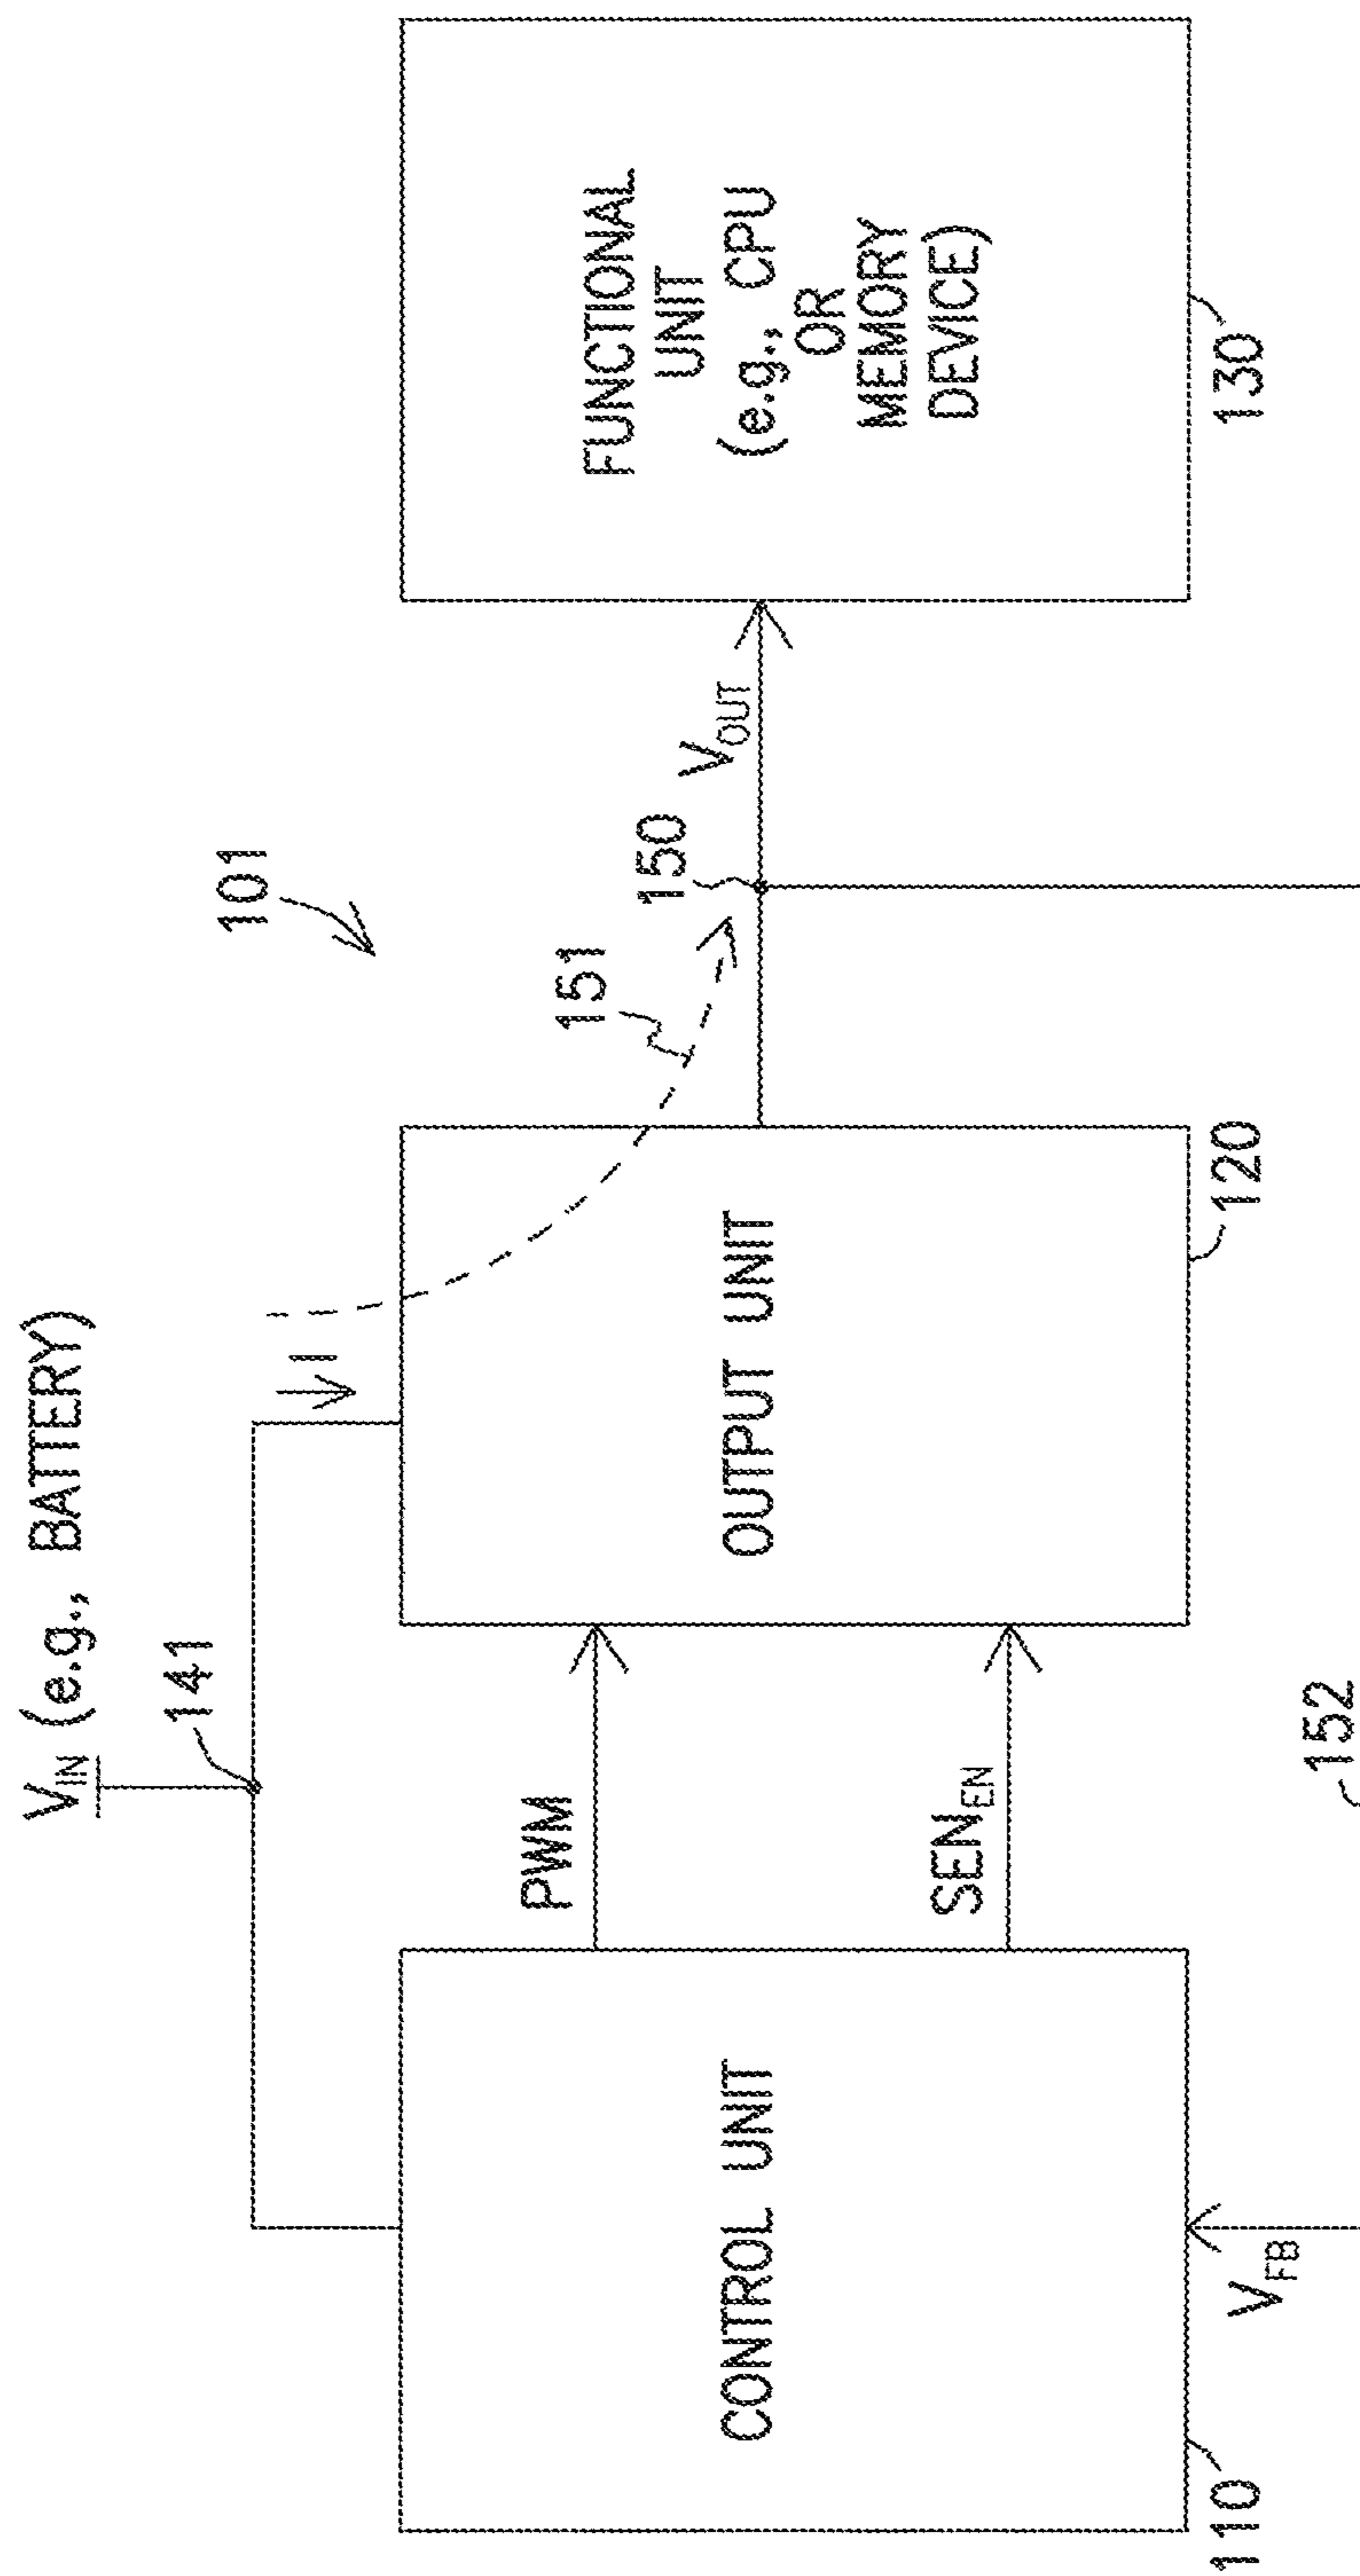 V_IN (e.g., BATTERY)
141
I
101
151
150
V_OUT
PWM
SEN_EN
CONTROL UNIT
OUTPUT UNIT
FUNCTIONAL
UNIT
(e.g., CPU
OR
MEMORY
DEVICE)
110
V_FB
152
120
130